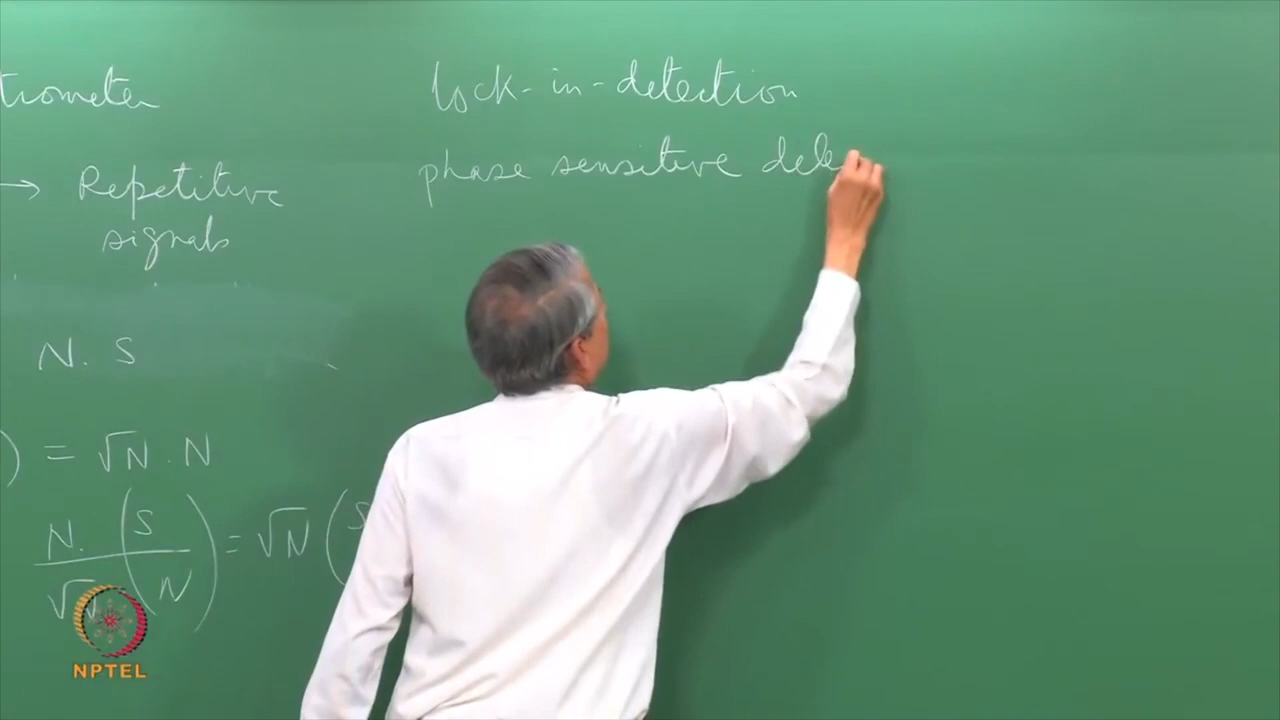 trometer
→ Repetitive
signals
N. S
) = √N . N
N. (S/N) / √N ) = √N (S
lock-in-detection
phase sensitive dete
NPTEL